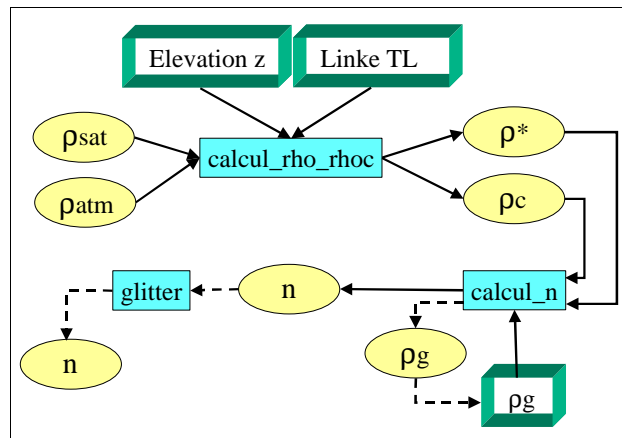 Elevation z
Linke TL
ρsat
ρ*
calcul_rho_rhoc
ρatm
ρc
glitter
n
calcul_n
n
ρg
ρg